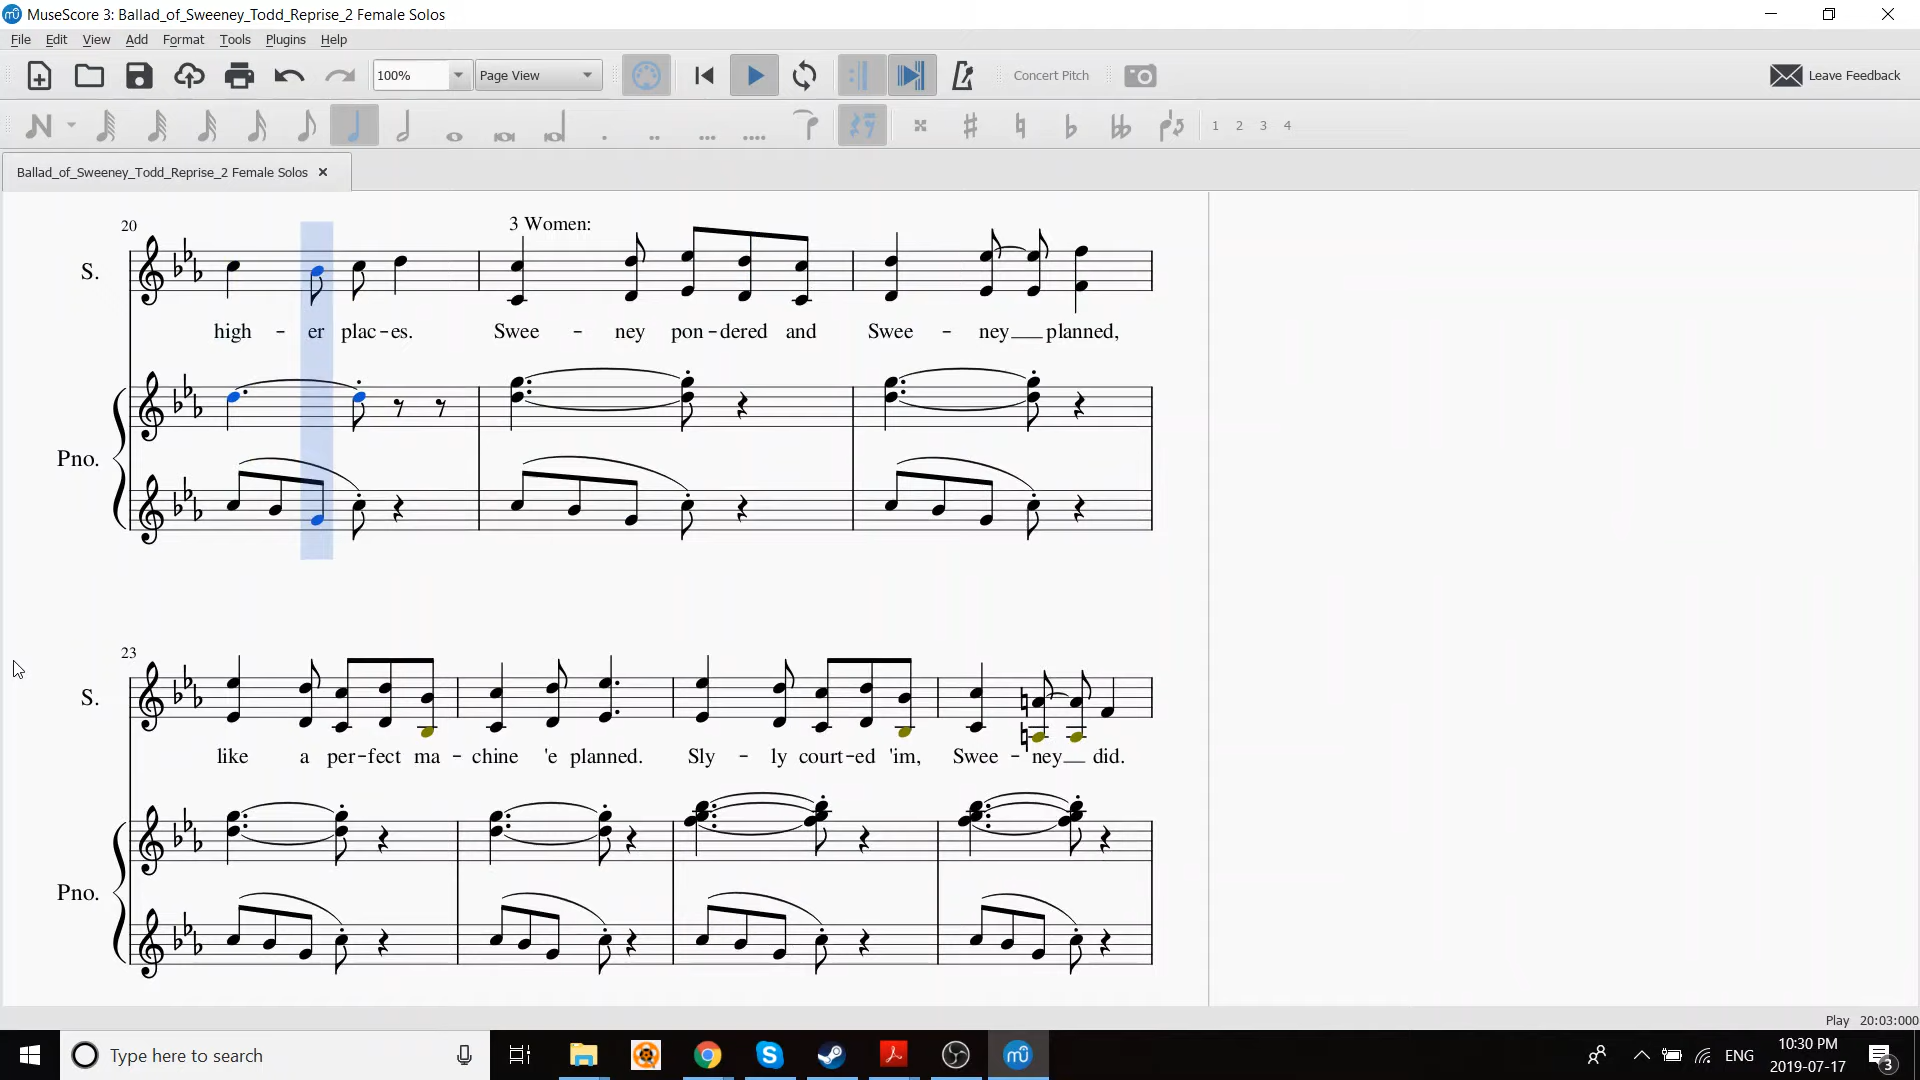 MuseScore 3: Ballad_of_Sweeney_Todd_Reprise_2 Female Solos
File Edit View Add Format Tools Plugins Help
100% Page View Concert Pitch Leave Feedback
1 2 3 4
Ballad_of_Sweeney_Todd_Reprise_2 Female Solos
20
3 Women:
S.
high - er plac - es. Swee - ney pon - dered and Swee - ney planned,
Pno.
23
S.
like a per - fect ma - chine 'e planned. Sly - ly court - ed 'im, Swee - ney did.
Pno.
Play 20:03:000
Type here to search
ENG
10:30 PM
2019-07-17
3